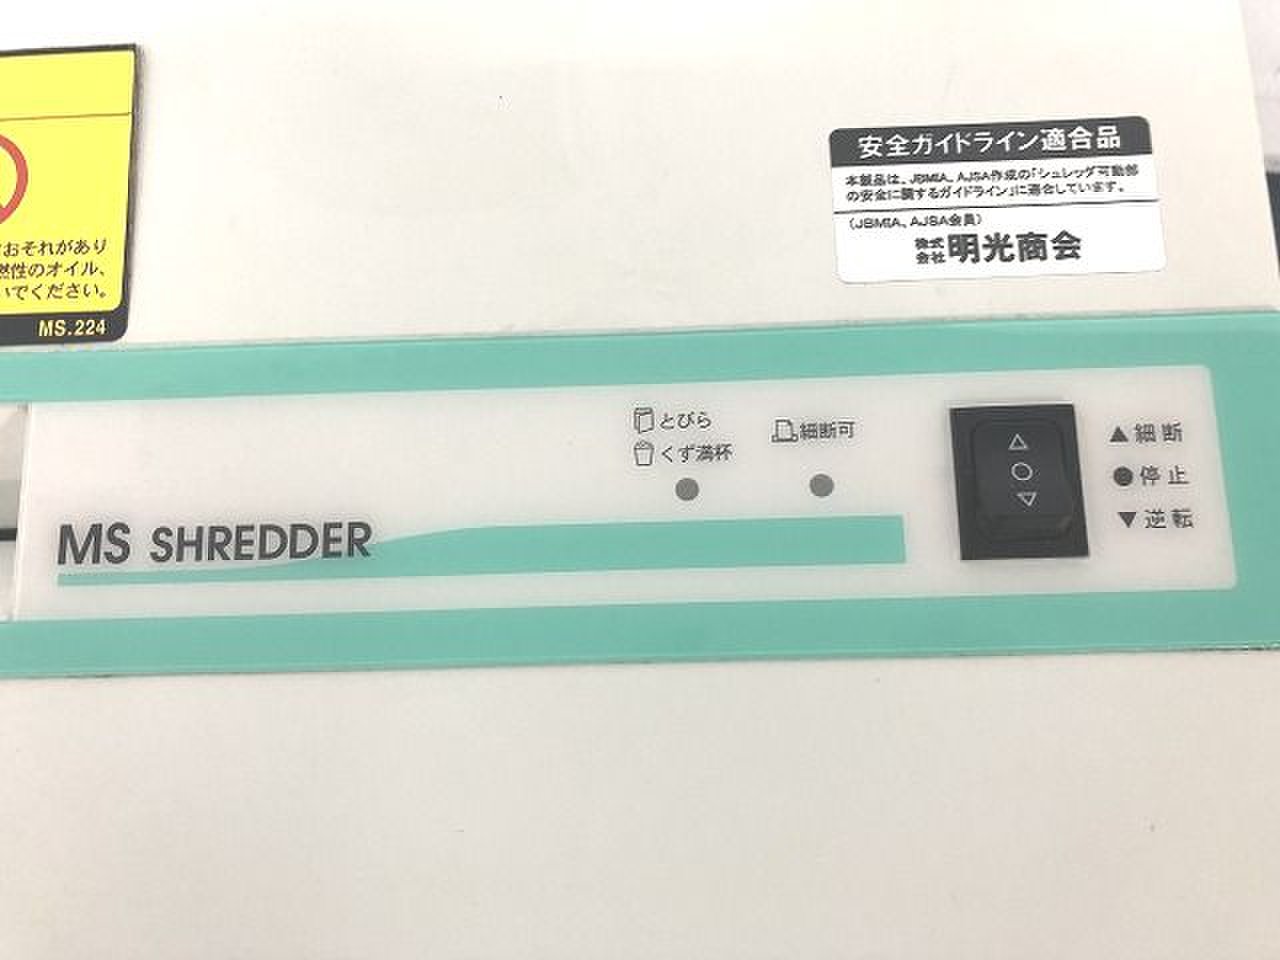 おそれがあり
燃性のオイル、
いでください。
MS.224
安全ガイドライン適合品
本製品は、JBMIA、AJSA作成の「シュレッダ可動部
の安全に関するガイドライン」に適合しています。
（JBMIA、AJSA会員）
株式会社 明光商会
とびら
くず満杯
細断可
MS SHREDDER
▲細断
●停止
▼逆転